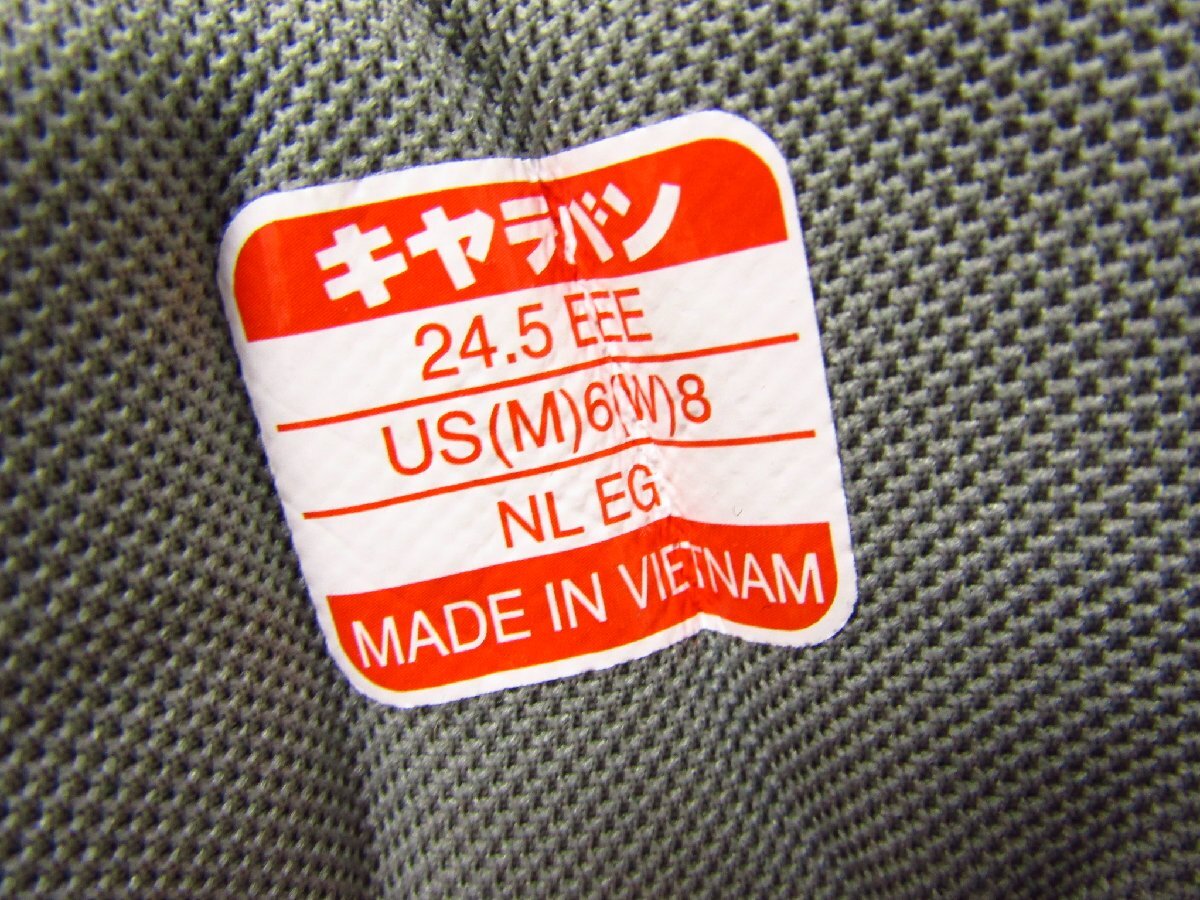 キャラバン
24.5 EEE
US(M)6(W)8
NL EG
MADE IN VIETNAM